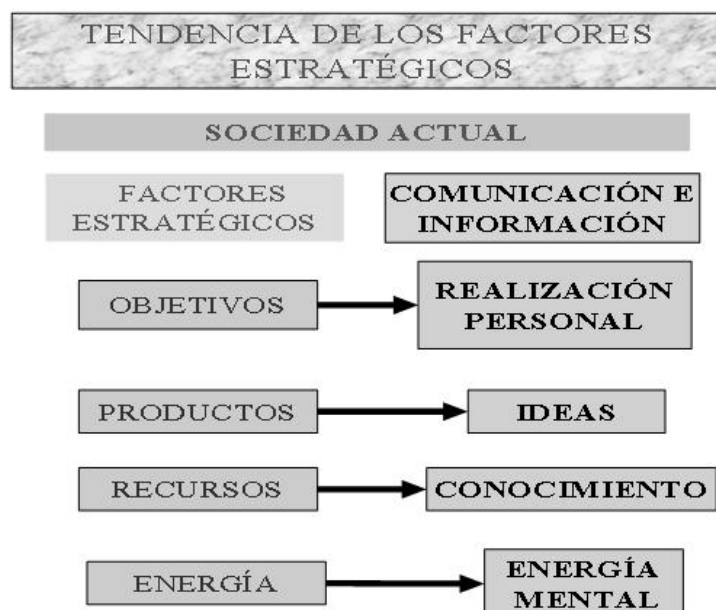 TENDENCIA DE LOS FACTORES
ESTRATÉGICOS
SOCIEDAD ACTUAL
FACTORES
ESTRATÉGICOS
COMUNICACIÓN E
INFORMACIÓN
OBJETIVOS
REALIZACIÓN
PERSONAL
PRODUCTOS
IDEAS
RECURSOS
CONOCIMIENTO
ENERGÍA
ENERGÍA
MENTAL